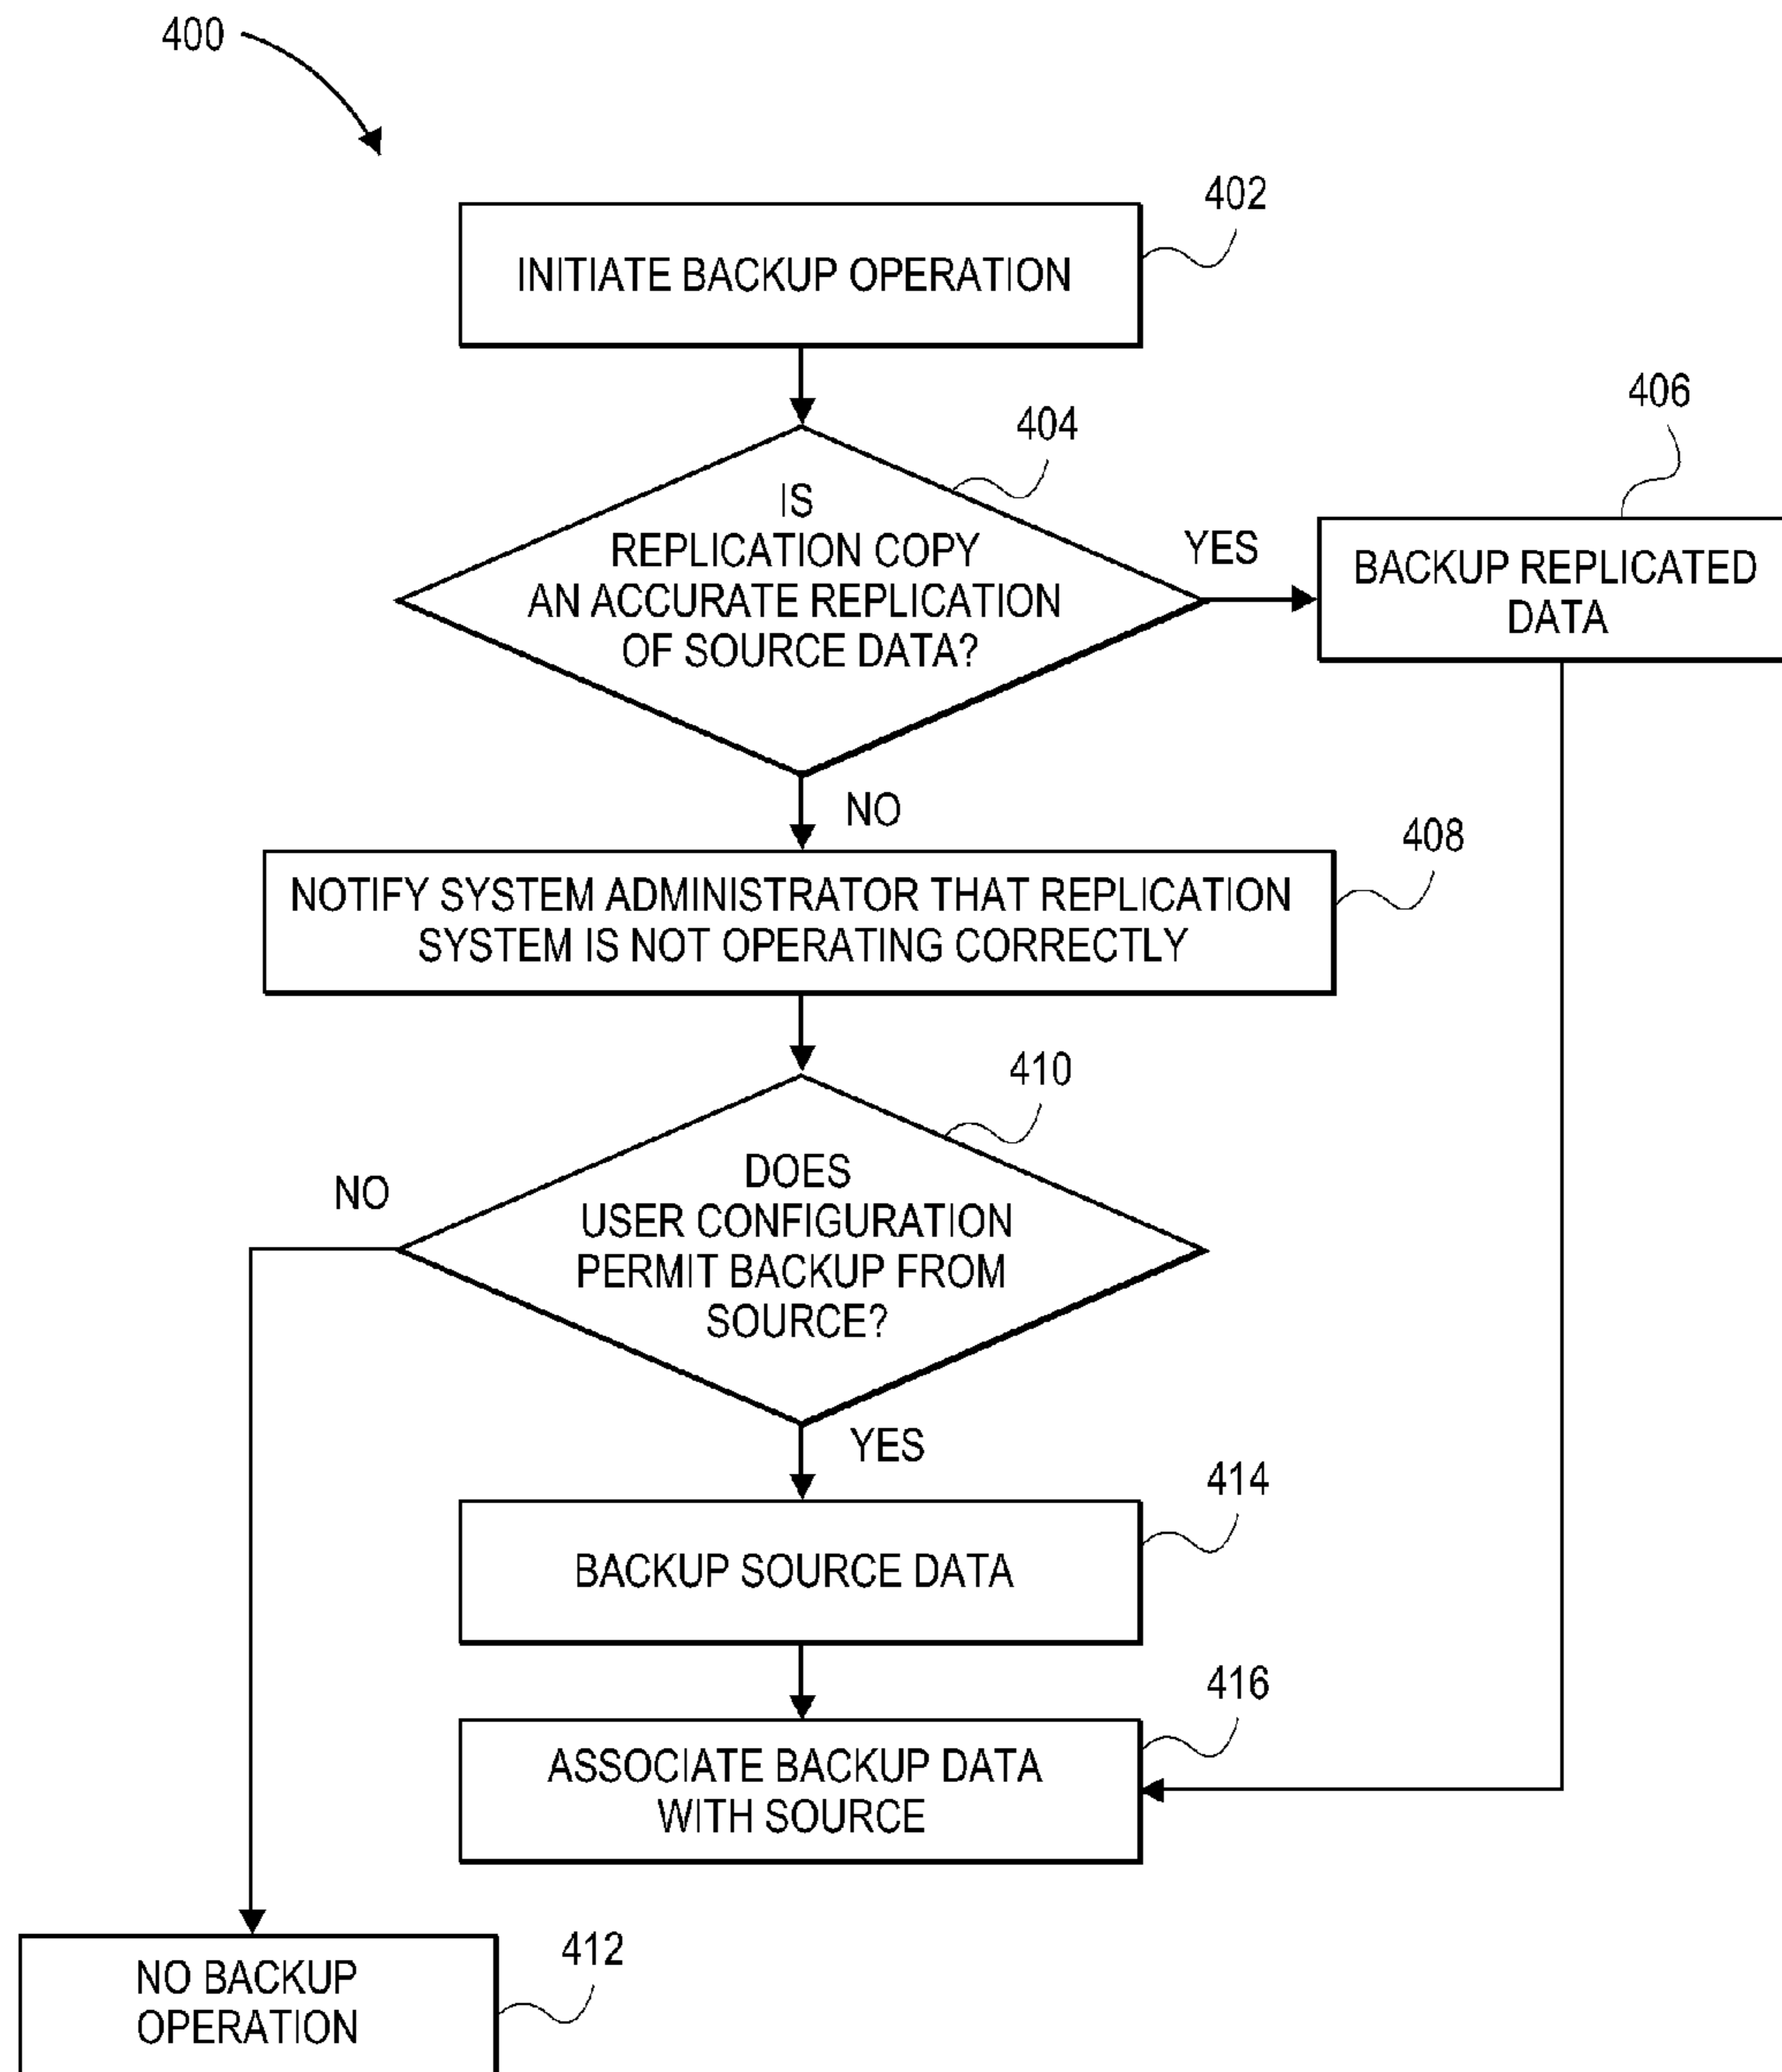 400
402
INITIATE BACKUP OPERATION
404
406
IS
REPLICATION COPY
AN ACCURATE REPLICATION
OF SOURCE DATA?
YES
BACKUP REPLICATED
DATA
NO
408
NOTIFY SYSTEM ADMINISTRATOR THAT REPLICATION
SYSTEM IS NOT OPERATING CORRECTLY
410
DOES
USER CONFIGURATION
PERMIT BACKUP FROM
SOURCE?
NO
YES
414
BACKUP SOURCE DATA
416
ASSOCIATE BACKUP DATA
WITH SOURCE
412
NO BACKUP
OPERATION